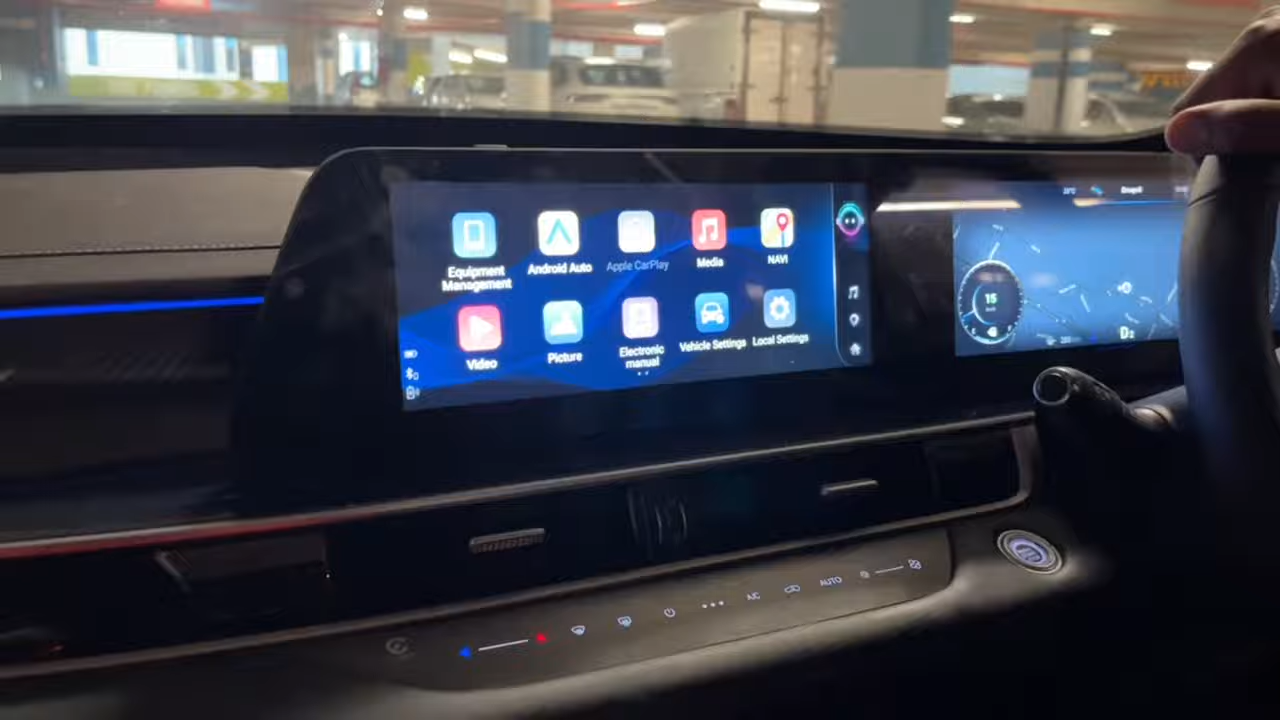 Equipment
Management
Android Auto
Apple CarPlay
Media
NAVI
Video
Picture
Electronic
manual
Vehicle Settings
Local Settings
15
D2
A/C
AUTO